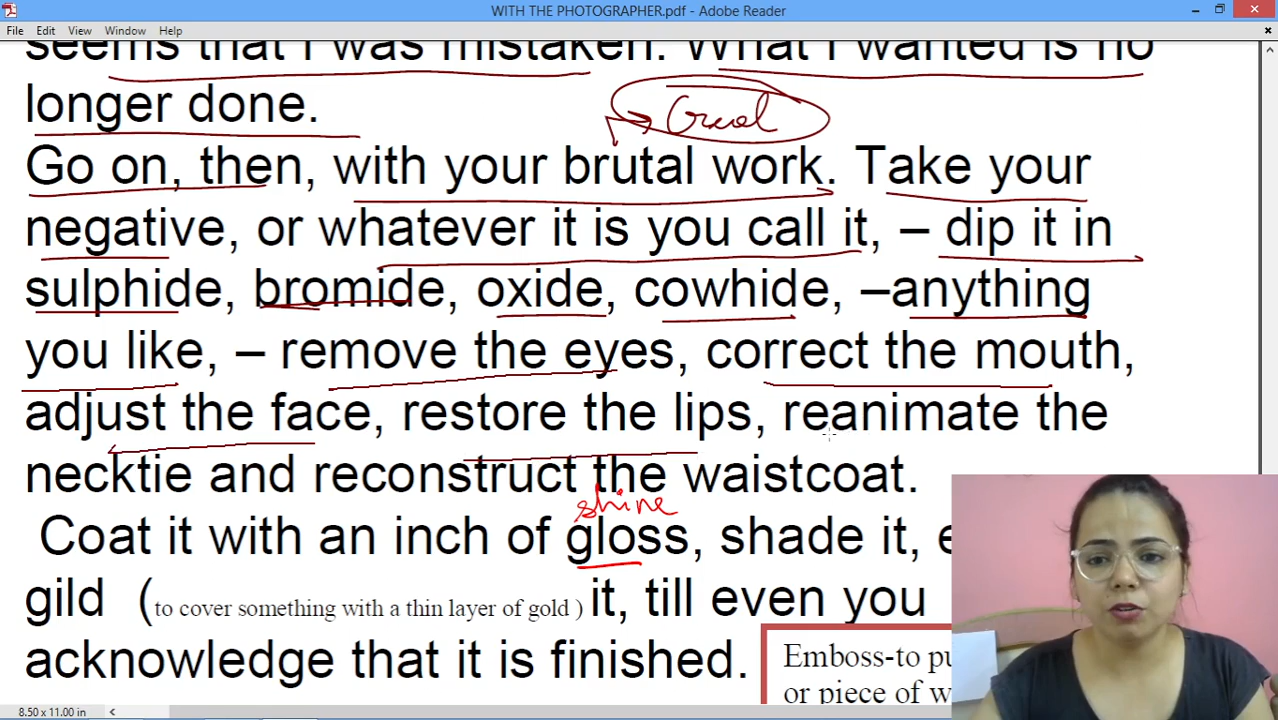 WITH THE PHOTOGRAPHER.pdf - Adobe Reader
File Edit View Window Help
seems that I was mistaken. What I wanted is no
longer done.
Cruel
Go on, then, with your brutal work. Take your
negative, or whatever it is you call it, – dip it in
sulphide, bromide, oxide, cowhide, –anything
you like, – remove the eyes, correct the mouth,
adjust the face, restore the lips, reanimate the
necktie and reconstruct the waistcoat.
shine
Coat it with an inch of gloss, shade it, e
gild (to cover something with a thin layer of gold ) it, till even you
acknowledge that it is finished.
Emboss-to pu
or piece of w
8.50 x 11.00 in